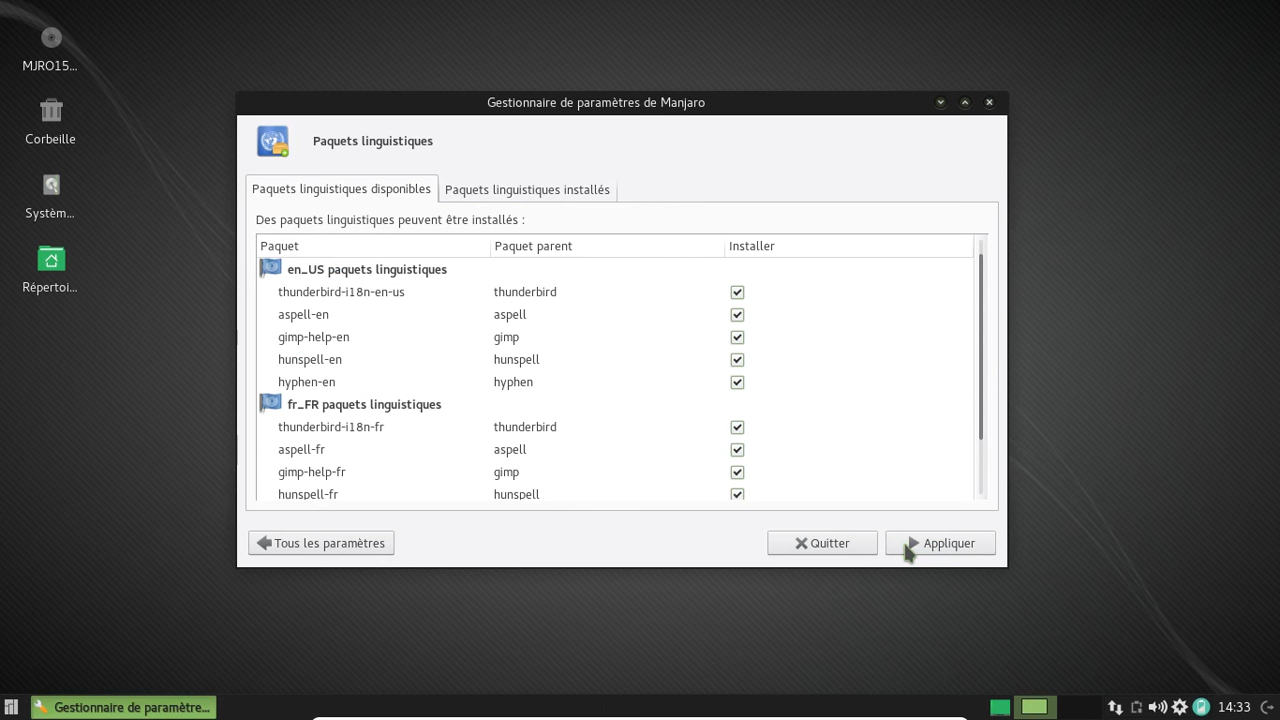 MJRO15...
Corbeille
Systèm...
Répertoi...
Gestionnaire de paramètres de Manjaro
Paquets linguistiques
Paquets linguistiques disponibles
Paquets linguistiques installés
Des paquets linguistiques peuvent être installés :
Paquet Paquet parent Installer
en_US paquets linguistiques
thunderbird-i18n-en-us thunderbird
aspell-en aspell
gimp-help-en gimp
hunspell-en hunspell
hyphen-en hyphen
fr_FR paquets linguistiques
thunderbird-i18n-fr thunderbird
aspell-fr aspell
gimp-help-fr gimp
hunspell-fr hunspell
Tous les paramètres
Quitter
Appliquer
Gestionnaire de paramètre...
14:33